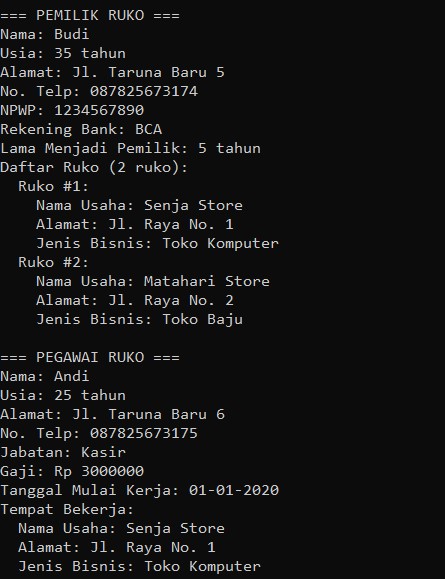 === PEMILIK RUKO ===
Nama: Budi
Usia: 35 tahun
Alamat: Jl. Taruna Baru 5
No. Telp: 087825673174
NPWP: 1234567890
Rekening Bank: BCA
Lama Menjadi Pemilik: 5 tahun
Daftar Ruko (2 ruko):
  Ruko #1:
    Nama Usaha: Senja Store
    Alamat: Jl. Raya No. 1
    Jenis Bisnis: Toko Komputer
  Ruko #2:
    Nama Usaha: Matahari Store
    Alamat: Jl. Raya No. 2
    Jenis Bisnis: Toko Baju

=== PEGAWAI RUKO ===
Nama: Andi
Usia: 25 tahun
Alamat: Jl. Taruna Baru 6
No. Telp: 087825673175
Jabatan: Kasir
Gaji: Rp 3000000
Tanggal Mulai Kerja: 01-01-2020
Tempat Bekerja:
  Nama Usaha: Senja Store
  Alamat: Jl. Raya No. 1
  Jenis Bisnis: Toko Komputer